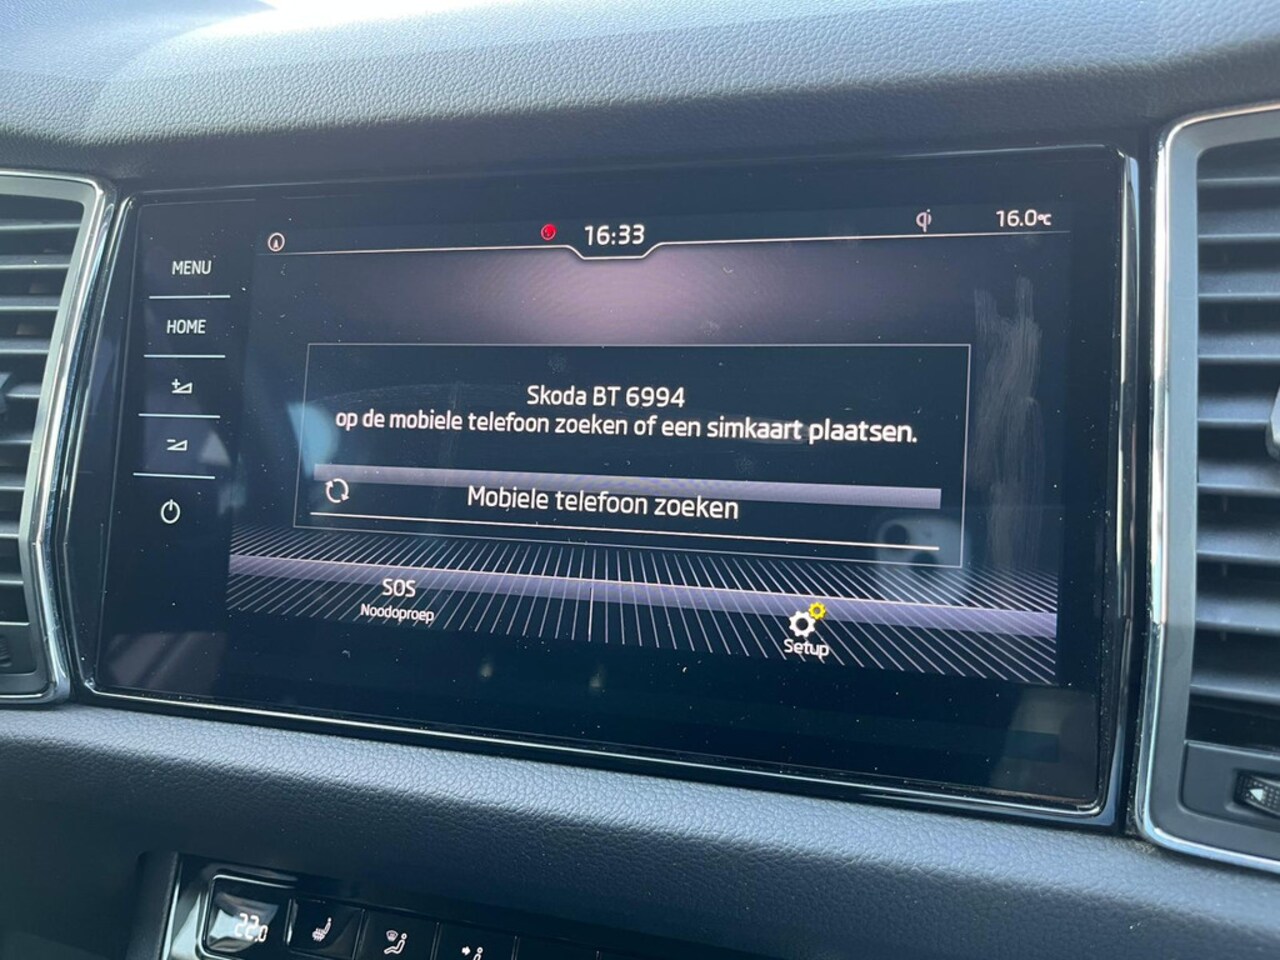 16:33
16.0°C
MENU
HOME
Skoda BT 6994
op de mobiele telefoon zoeken of een simkaart plaatsen.
Mobiele telefoon zoeken
SOS
Noodoproep
Setup
22.0